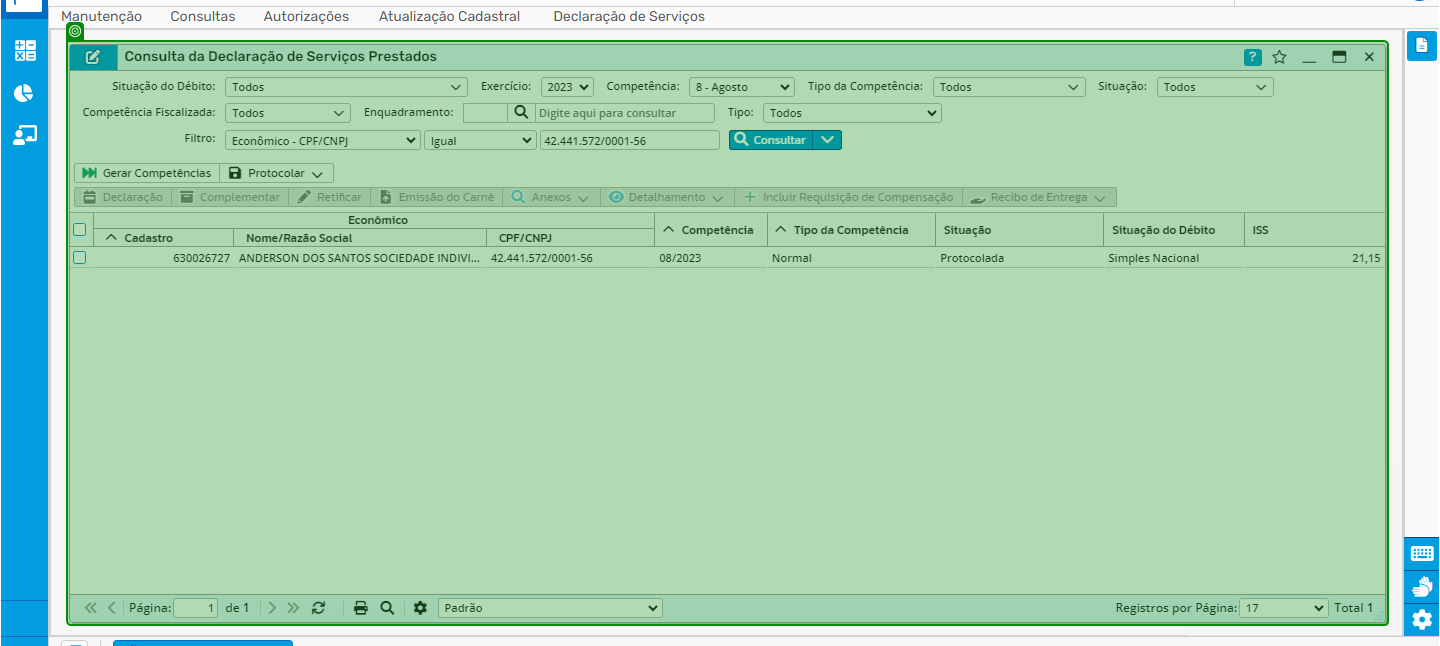 Manutenção Consultas Autorizações Atualização Cadastral Declaração de Serviços
Consulta da Declaração de Serviços Prestados ?
Situação do Débito: Todos Exercício: 2023 Competência: 8 - Agosto Tipo da Competência: Todos Situação: Todos
Competência Fiscalizada: Todos Enquadramento: Digite aqui para consultar Tipo: Todos
Filtro: Econômico - CPF/CNPJ Igual 42.441.572/0001-56 Consultar
Gerar Competências Protocolar
Declaração Complementar Retificar Emissão do Carnê Anexos Detalhamento Incluir Requisição de Compensação Recibo de Entrega
Econômico
Cadastro Nome/Razão Social CPF/CNPJ Competência Tipo da Competência Situação Situação do Débito ISS
630026727 ANDERSON DOS SANTOS SOCIEDADE INDIVI... 42.441.572/0001-56 08/2023 Normal Protocolada Simples Nacional 21,15
Página: 1 de 1 Padrão Registros por Página: 17 Total 1